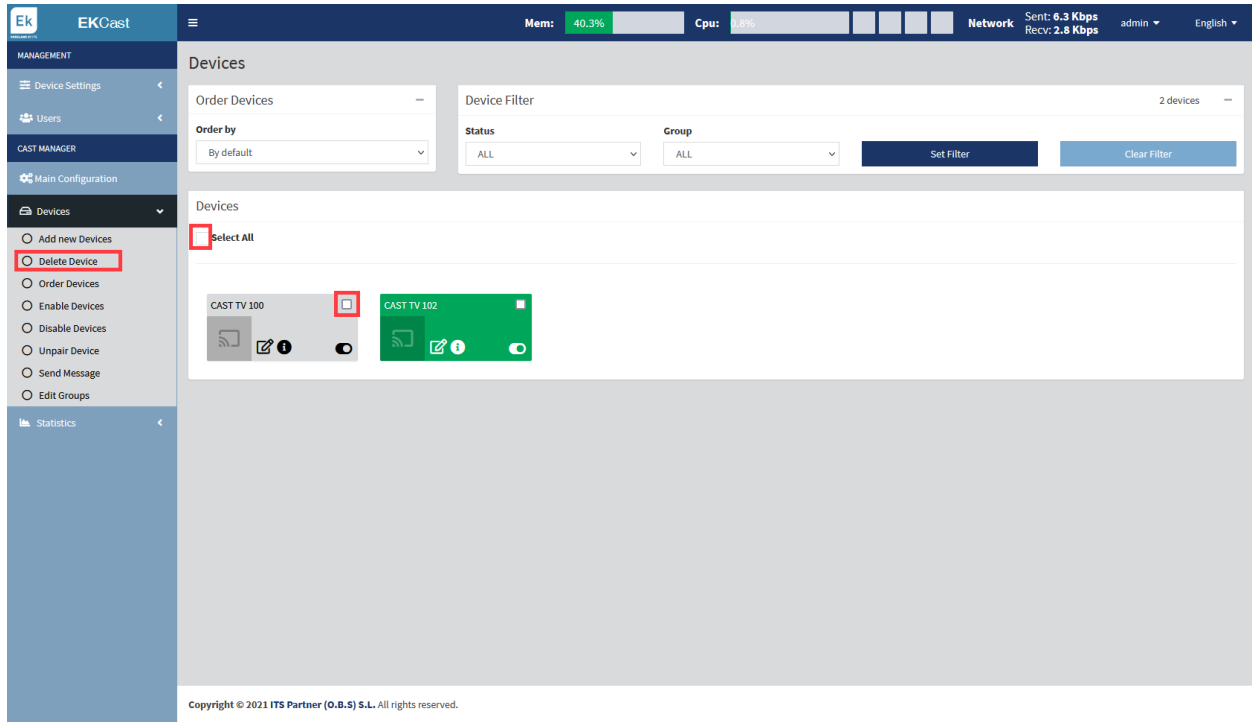 Ek
EKCast
Mem: 40.3%
Cpu: 0.8%
Network
Sent: 6.3 Kbps
Recv: 2.8 Kbps
admin
English
MANAGEMENT
Device Settings
Users
CAST MANAGER
Main Configuration
Devices
Add new Devices
Delete Device
Order Devices
Enable Devices
Disable Devices
Unpair Device
Send Message
Edit Groups
Statistics
Devices
Order Devices
Order by
By default
Device Filter
2 devices
Status
Group
ALL
ALL
Set Filter
Clear Filter
Devices
Select All
CAST TV 100
CAST TV 102
Copyright © 2021 ITS Partner (O.B.S) S.L. All rights reserved.